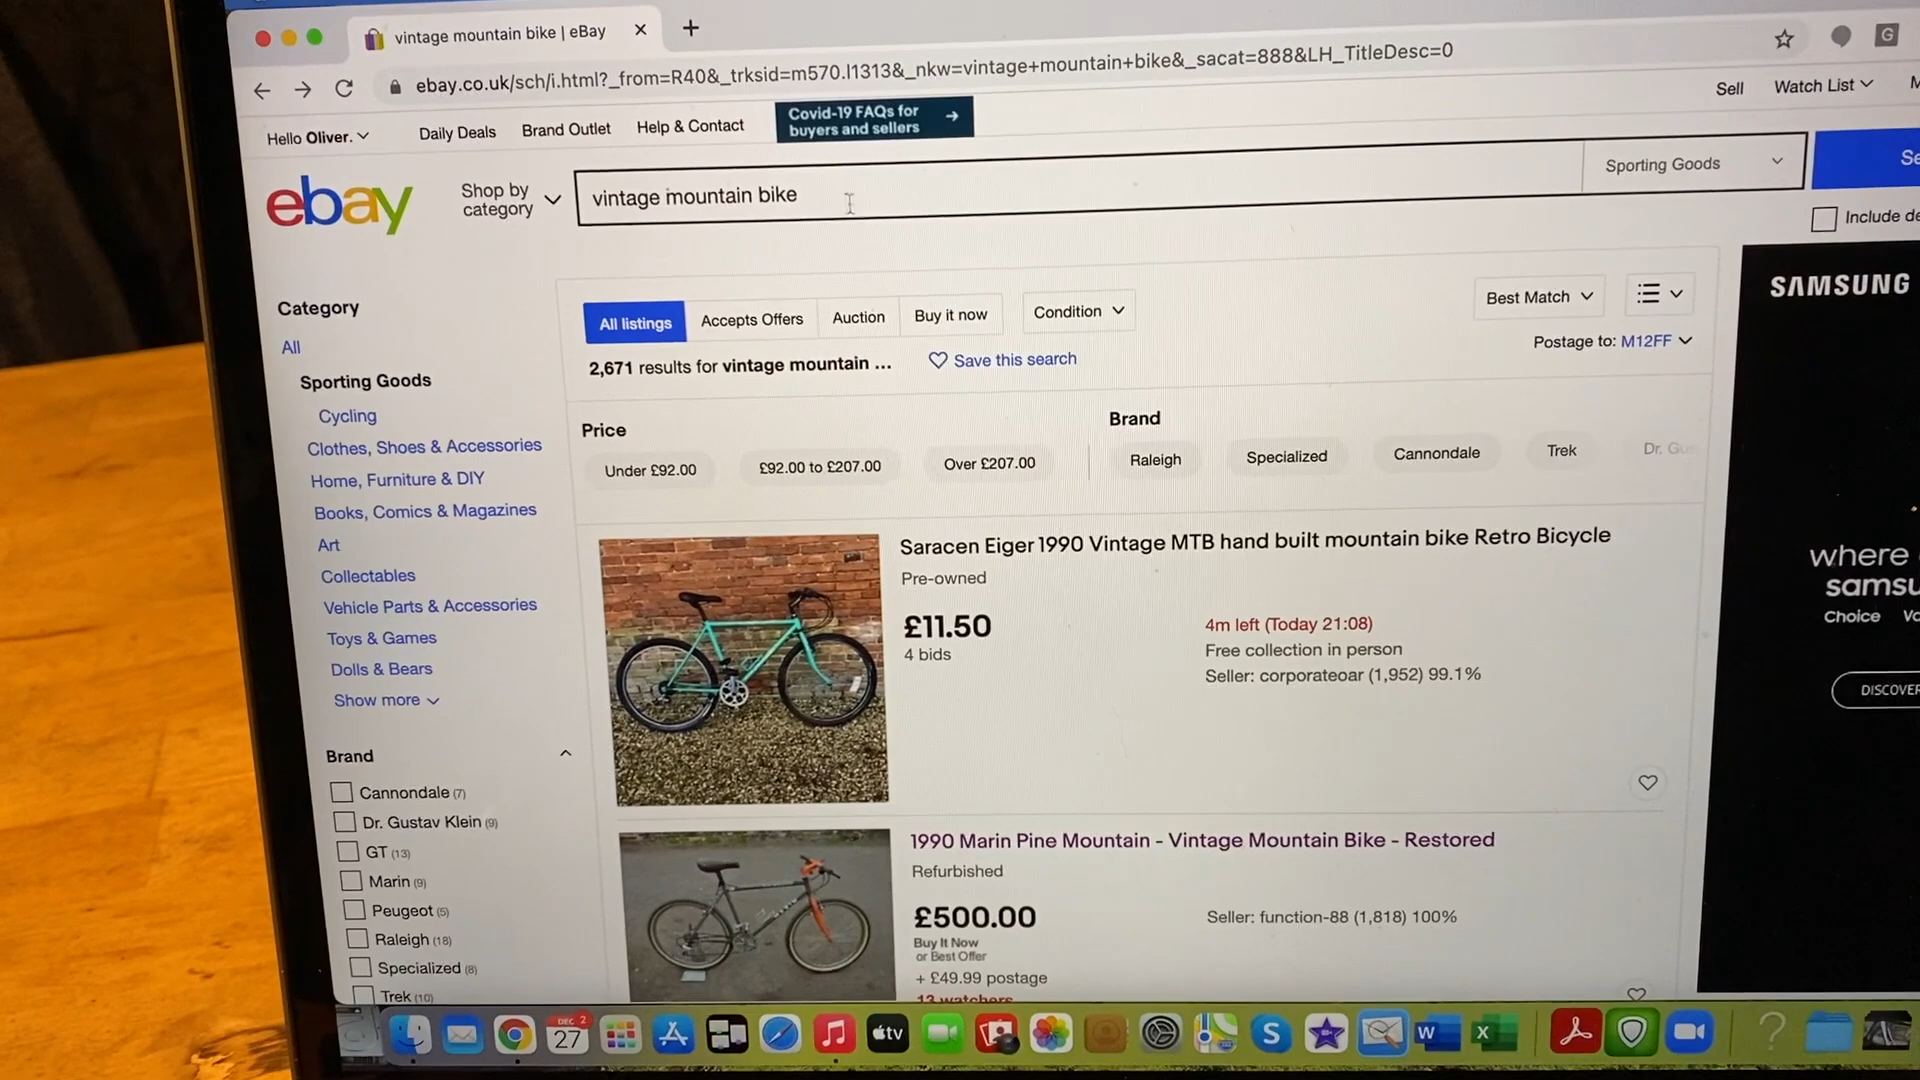 vintage mountain bike | eBay
ebay.co.uk/sch/i.html?_from=R40&_trksid=m570.l1313&_nkw=vintage+mountain+bike&_sacat=888&LH_TitleDesc=0
G
Hello Oliver.
Daily Deals
Brand Outlet
Help & Contact
Covid-19 FAQs for
buyers and sellers
Sell
Watch List
ebay
Shop by
category
vintage mountain bike
Sporting Goods
Include
Category
All
Sporting Goods
Cycling
Clothes, Shoes & Accessories
Home, Furniture & DIY
Books, Comics & Magazines
Art
Collectables
Vehicle Parts & Accessories
Toys & Games
Dolls & Bears
Show more
Brand
Cannondale (7)
Dr. Gustav Klein (9)
GT (13)
Marin (9)
Peugeot (5)
Raleigh (18)
Specialized (8)
Trek (10)
All listings
Accepts Offers
Auction
Buy it now
Condition
Best Match
2,671 results for vintage mountain ...
Save this search
Postage to: M12FF
Price
Under £92.00
£92.00 to £207.00
Over £207.00
Brand
Raleigh
Specialized
Cannondale
Trek
Dr. Gus
Saracen Eiger 1990 Vintage MTB hand built mountain bike Retro Bicycle
Pre-owned
£11.50
4 bids
4m left (Today 21:08)
Free collection in person
Seller: corporateoar (1,952) 99.1%
1990 Marin Pine Mountain - Vintage Mountain Bike - Restored
Refurbished
£500.00
Buy It Now
or Best Offer
+ £49.99 postage
13 watchers
Seller: function-88 (1,818) 100%
SAMSUNG
where
samsu
Choice
DISCOVER
DEC 2
27
tv
S
W
X